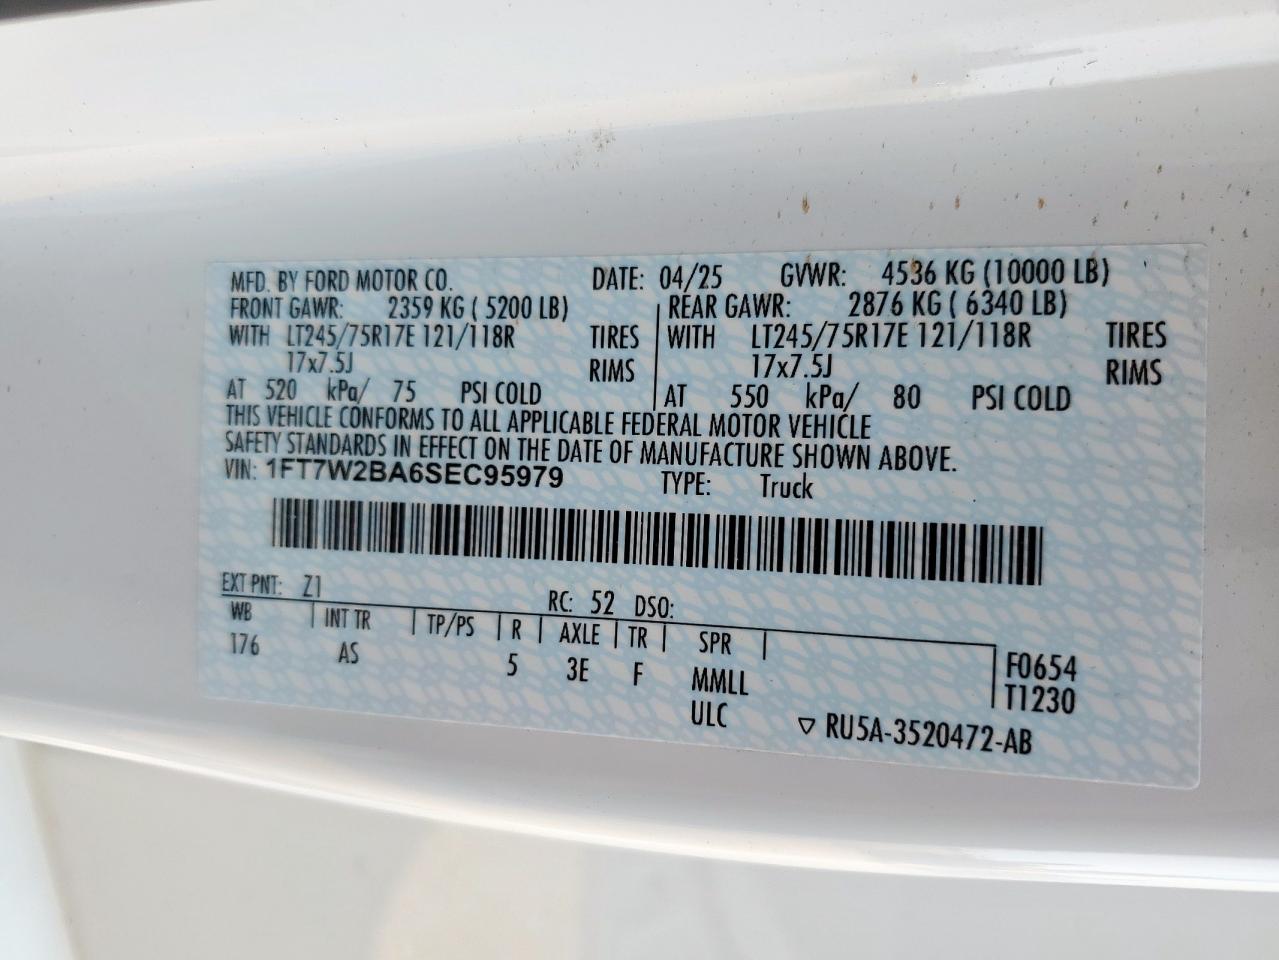 MFD. BY FORD MOTOR CO. DATE: 04/25 GVWR: 4536 KG (10000 LB)
FRONT GAWR: 2359 KG ( 5200 LB) REAR GAWR: 2876 KG ( 6340 LB)
WITH LT245/75R17E 121/118R TIRES WITH LT245/75R17E 121/118R TIRES
17x7.5J RIMS 17x7.5J RIMS
AT 520 kPa/ 75 PSI COLD AT 550 kPa/ 80 PSI COLD
THIS VEHICLE CONFORMS TO ALL APPLICABLE FEDERAL MOTOR VEHICLE
SAFETY STANDARDS IN EFFECT ON THE DATE OF MANUFACTURE SHOWN ABOVE.
VIN: 1FT7W2BA6SEC95979 TYPE: Truck
EXT PNT: Z1 RC: 52 DSO:
WB INT TR TP/PS R AXLE TR SPR
176 AS 5 3E F MMLL F0654
ULC T1230
▽ RU5A-3520472-AB